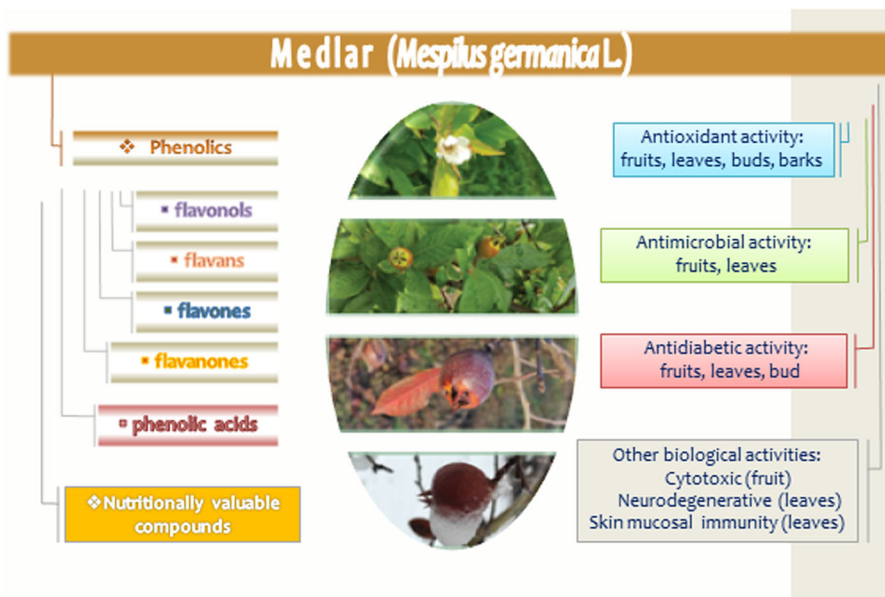 Medlar (Mespilus germanica L.)
❖ Phenolics
▪ flavonols
▪ flavans
▪ flavones
▪ flavanones
▫ phenolic acids
❖Nutritionally valuable
compounds
Antioxidant activity:
fruits, leaves, buds, barks
Antimicrobial activity:
fruits, leaves
Antidiabetic activity:
fruits, leaves, bud
Other biological activities:
Cytotoxic (fruit)
Neurodegenerative (leaves)
Skin mucosal immunity (leaves)